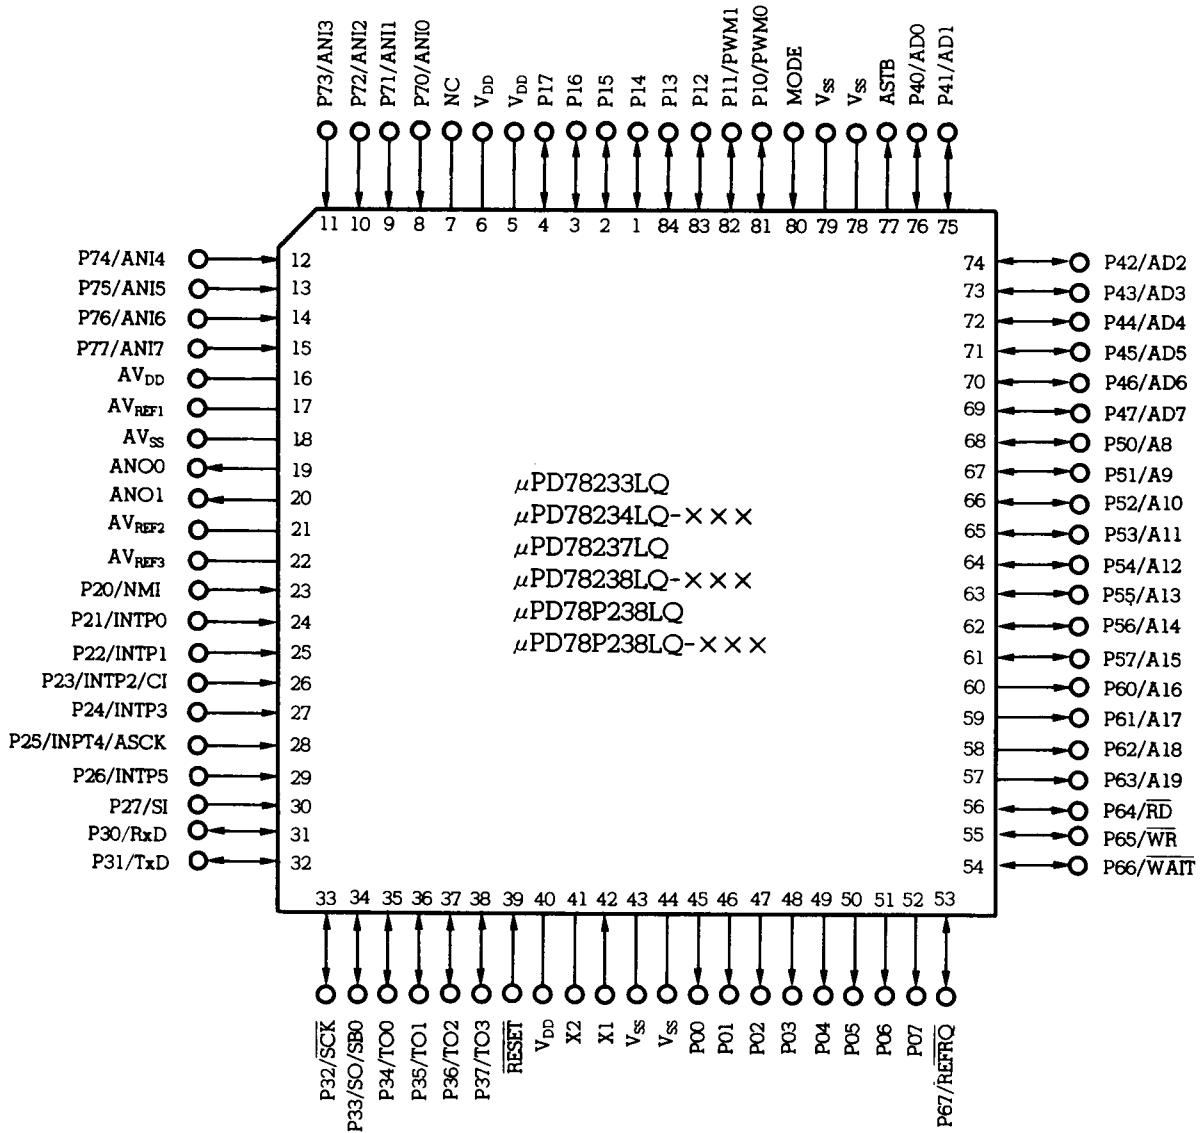 P73/ANI3
P72/ANI2
P71/ANI1
P70/ANI0
NC
VDD
VDD
P17
P16
P15
P14
P13
P12
P11/PWM1
P10/PWM0
MODE
VSS
VSS
ASTB
P40/AD0
P41/AD1
11 10 9 8 7 6 5 4 3 2 1 84 83 82 81 80 79 78 77 76 75
P74/ANI4 12
P75/ANI5 13
P76/ANI6 14
P77/ANI7 15
AVDD 16
AVREF1 17
AVSS 18
ANO0 19
ANO1 20
AVREF2 21
AVREF3 22
P20/NMI 23
P21/INTP0 24
P22/INTP1 25
P23/INTP2/CI 26
P24/INTP3 27
P25/INPT4/ASCK 28
P26/INTP5 29
P27/SI 30
P30/RxD 31
P31/TxD 32
μPD78233LQ
μPD78234LQ-×××
μPD78237LQ
μPD78238LQ-×××
μPD78P238LQ
μPD78P238LQ-×××
74 P42/AD2
73 P43/AD3
72 P44/AD4
71 P45/AD5
70 P46/AD6
69 P47/AD7
68 P50/A8
67 P51/A9
66 P52/A10
65 P53/A11
64 P54/A12
63 P55/A13
62 P56/A14
61 P57/A15
60 P60/A16
59 P61/A17
58 P62/A18
57 P63/A19
56 P64/R̅D̅
55 P65/W̅R̅
54 P66/W̅A̅I̅T̅
33 34 35 36 37 38 39 40 41 42 43 44 45 46 47 48 49 50 51 52 53
P32/S̅C̅K̅
P33/SO/SB0
P34/TO0
P35/TO1
P36/TO2
P37/TO3
R̅E̅S̅E̅T̅
VDD
X2
X1
VSS
VSS
P00
P01
P02
P03
P04
P05
P06
P07
P67/R̅E̅F̅R̅Q̅